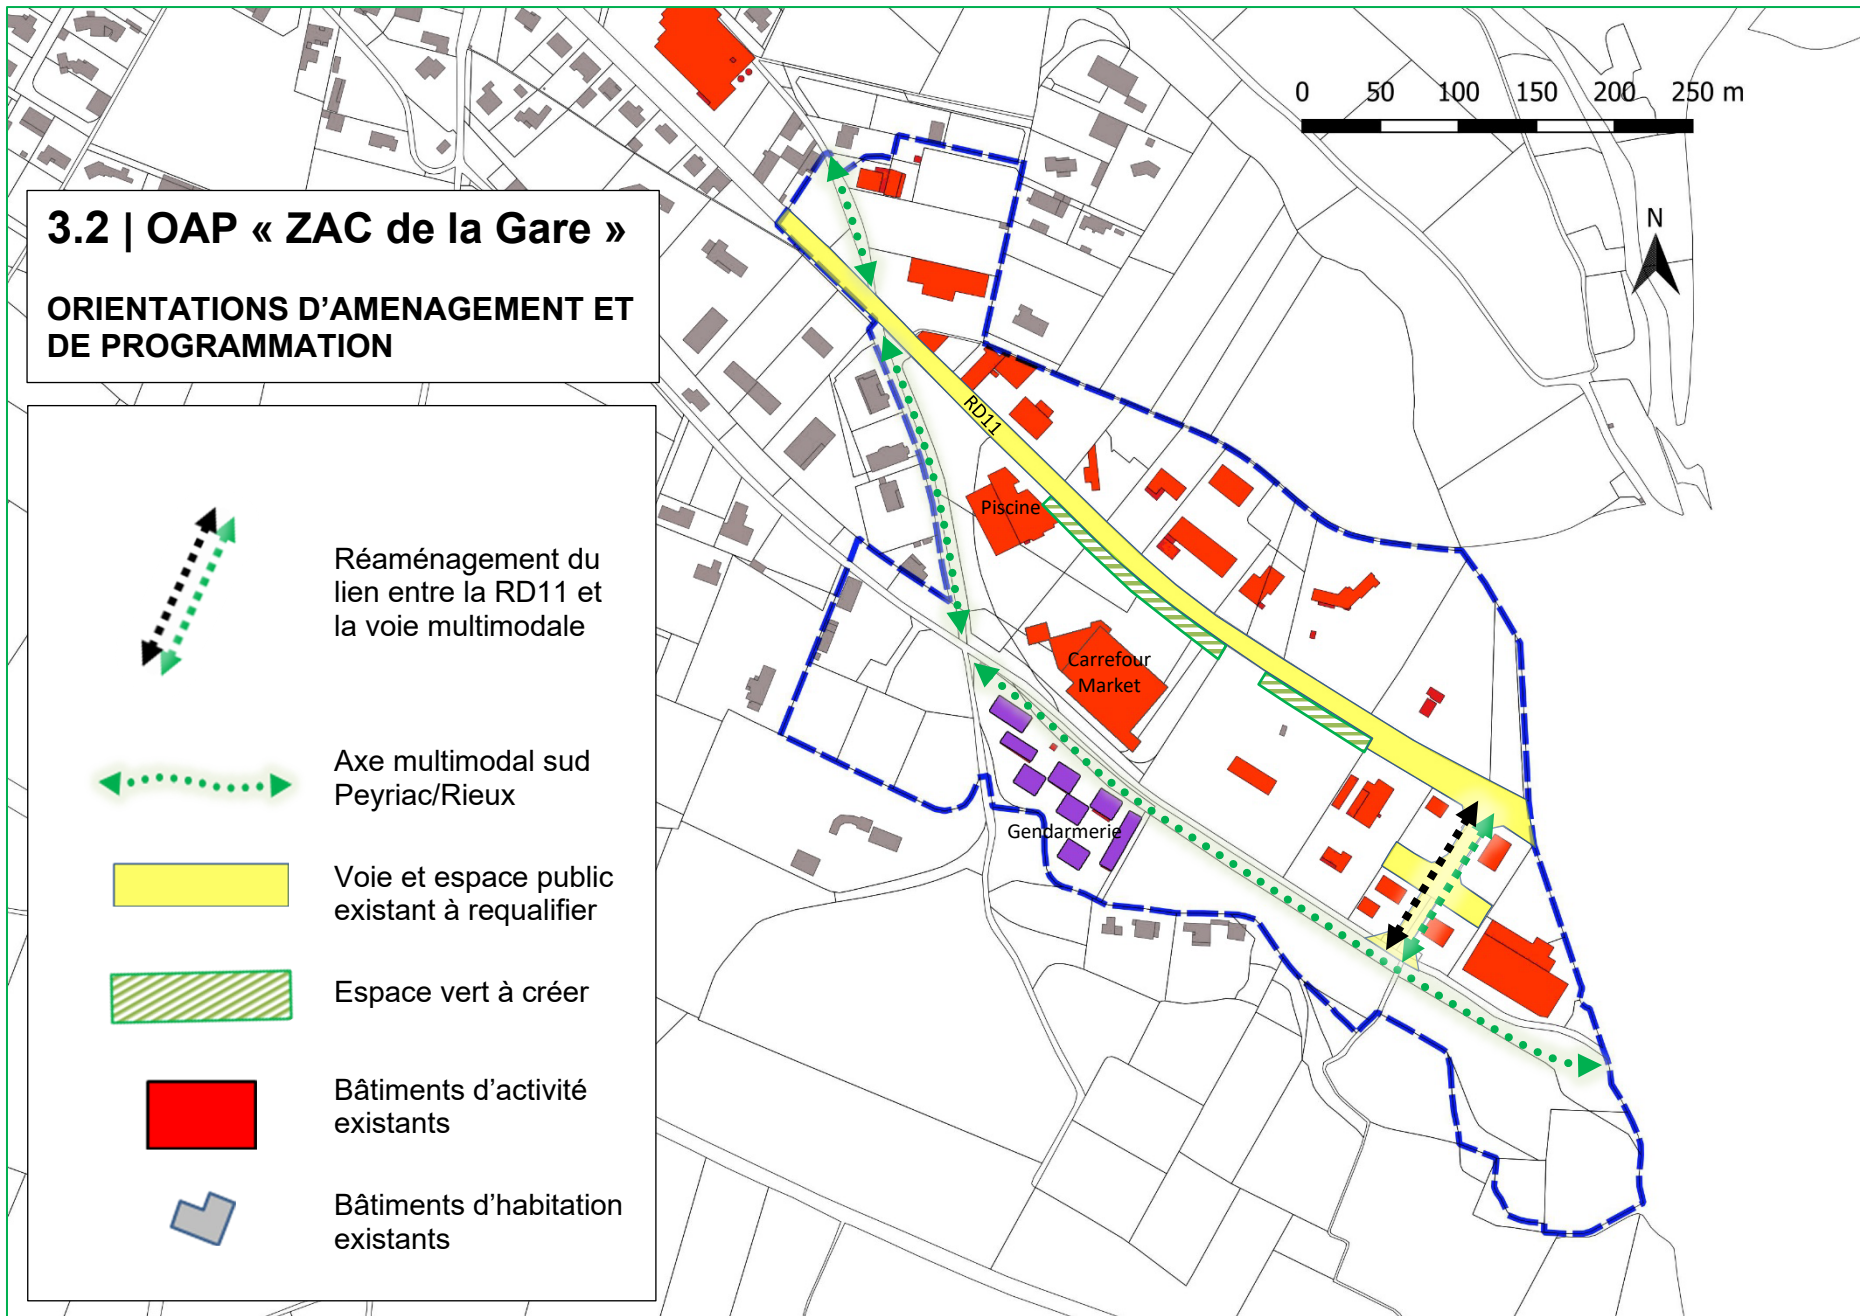 3.2 | OAP « ZAC de la Gare »
ORIENTATIONS D’AMENAGEMENT ET
DE PROGRAMMATION
0 50 100 150 200 250 m
N
RD11
Piscine
Carrefour
Market
Gendarmerie
Réaménagement du
lien entre la RD11 et
la voie multimodale
Axe multimodal sud
Peyriac/Rieux
Voie et espace public
existant à requalifier
Espace vert à créer
Bâtiments d’activité
existants
Bâtiments d’habitation
existants